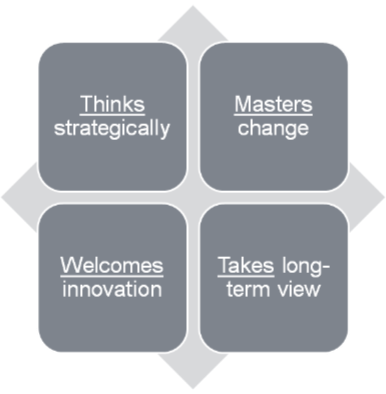 Thinks
strategically
Masters
change
Welcomes
innovation
Takes long-
term view